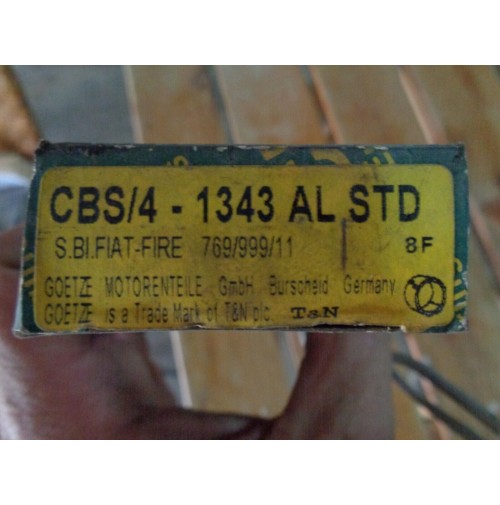 CBS/4 - 1343 AL STD
S.BI.FIAT-FIRE 769/999/11 8F
GOETZE MOTORENTEILE GmbH Burscheid Germany
GOETZE is a Trade Mark of T&N plc. T&N